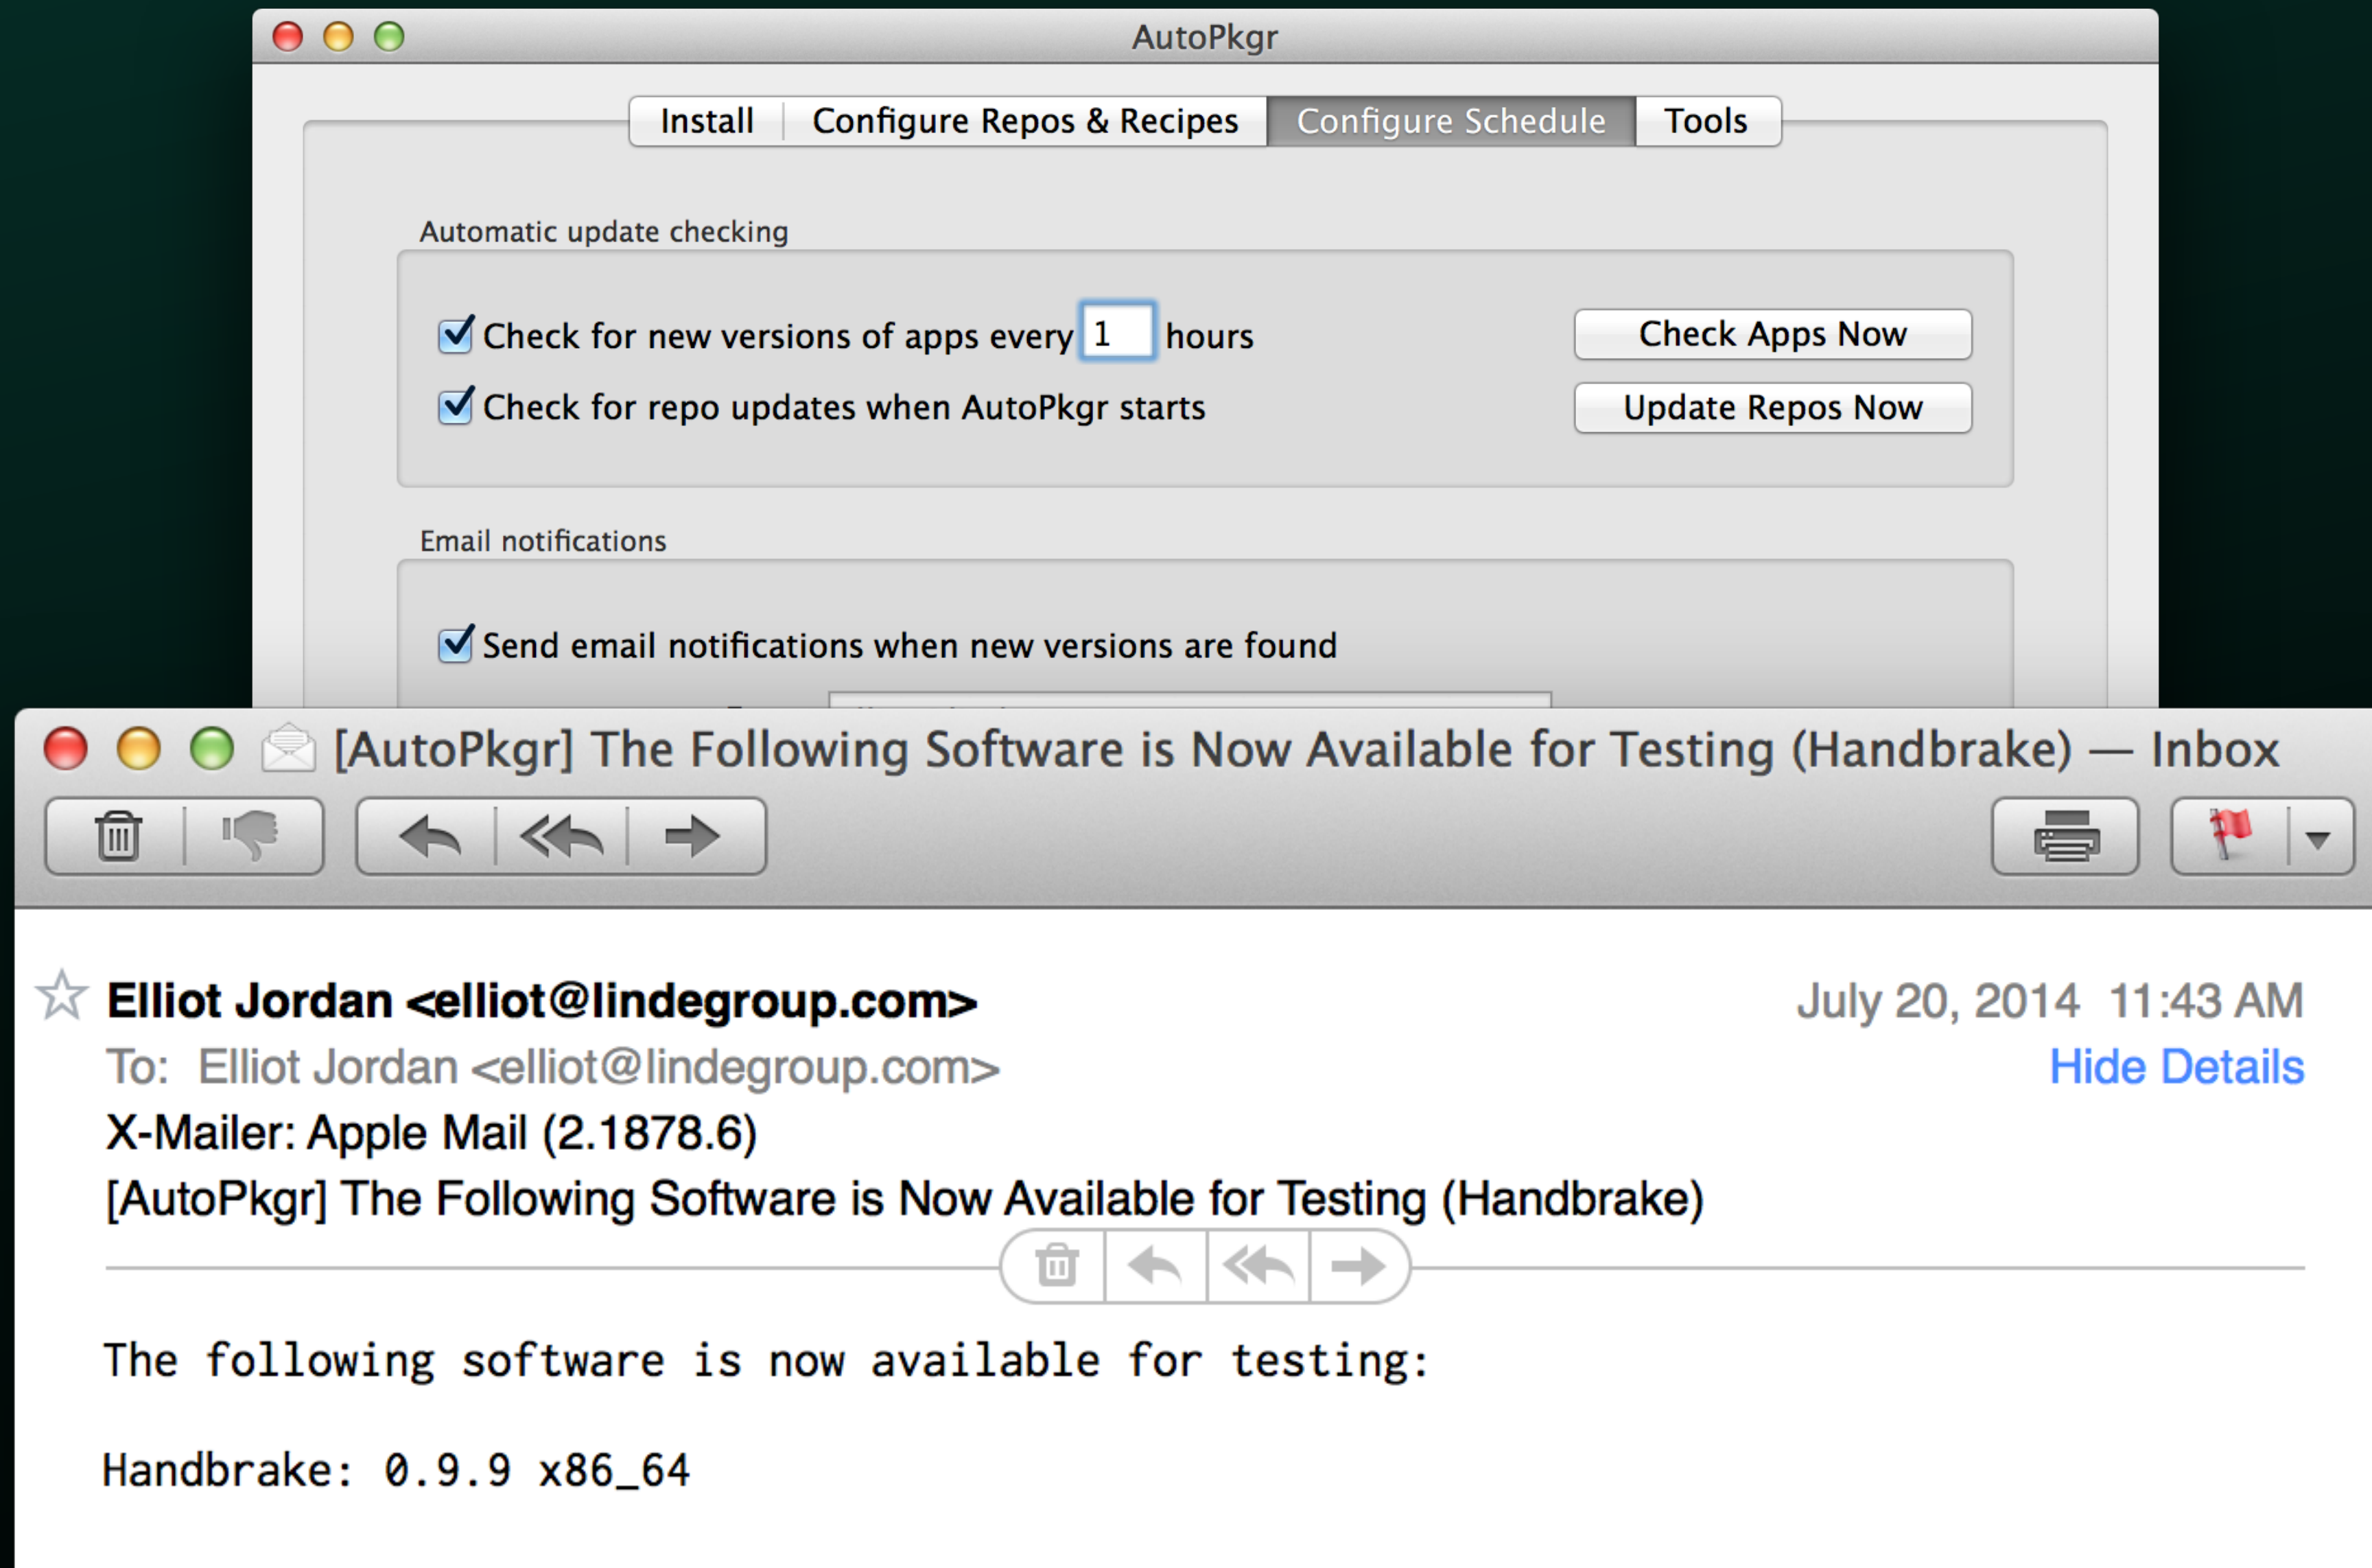 AutoPkgr
Install Configure Repos & Recipes Configure Schedule Tools
Automatic update checking
Check for new versions of apps every 1 hours
Check Apps Now
Check for repo updates when AutoPkgr starts
Update Repos Now
Email notifications
Send email notifications when new versions are found
[AutoPkgr] The Following Software is Now Available for Testing (Handbrake) — Inbox
Elliot Jordan <elliot@lindegroup.com>
July 20, 2014 11:43 AM
To: Elliot Jordan <elliot@lindegroup.com>
Hide Details
X-Mailer: Apple Mail (2.1878.6)
[AutoPkgr] The Following Software is Now Available for Testing (Handbrake)
The following software is now available for testing:
Handbrake: 0.9.9 x86_64